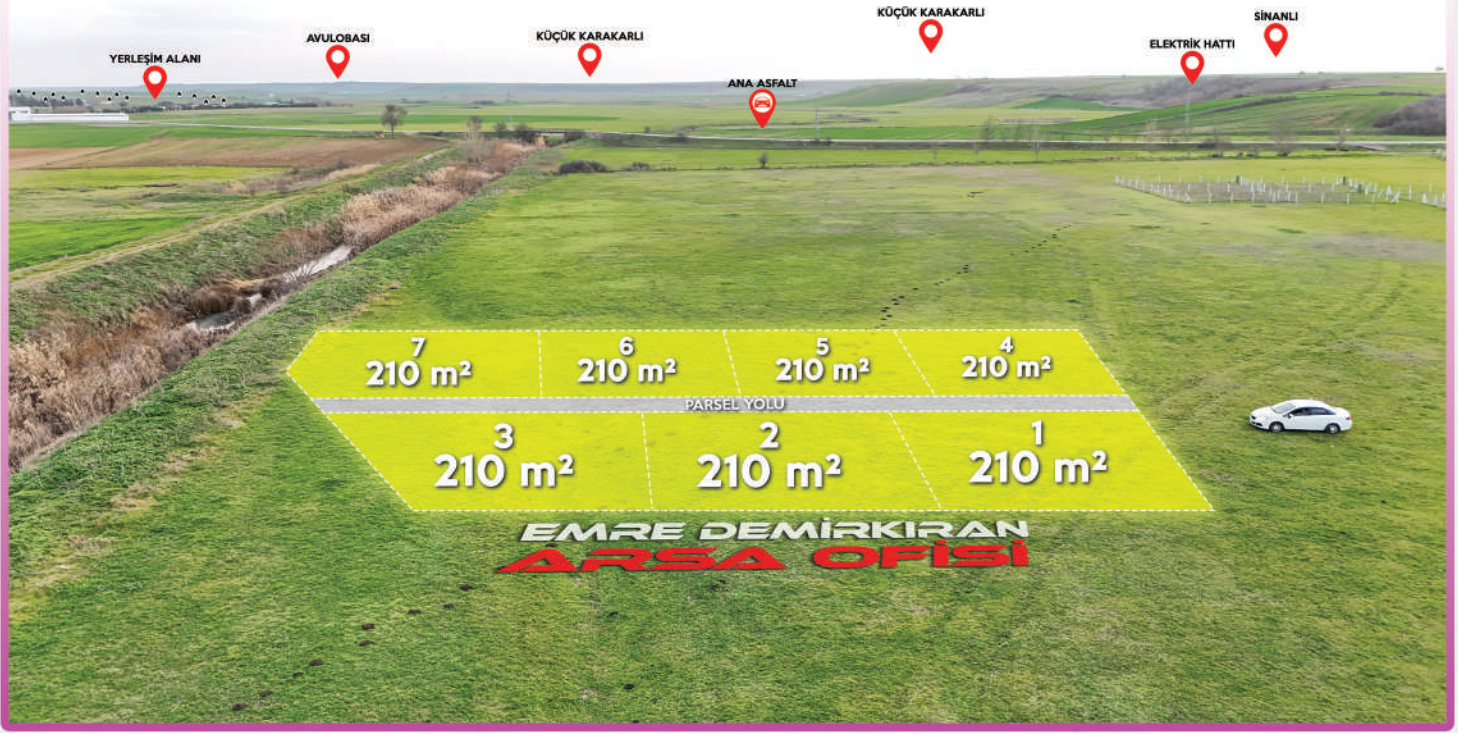 KÜÇÜK KARAKARLI
SİNANLI
AVULOBASI
KÜÇÜK KARAKARLI
ELEKTRİK HATTI
YERLEŞİM ALANI
ANA ASFALT
7
210 m²
6
210 m²
5
210 m²
4
210 m²
PARSEL YOLU
3
210 m²
2
210 m²
1
210 m²
EMRE DEMİRKIRAN
ARSA OFİSİ